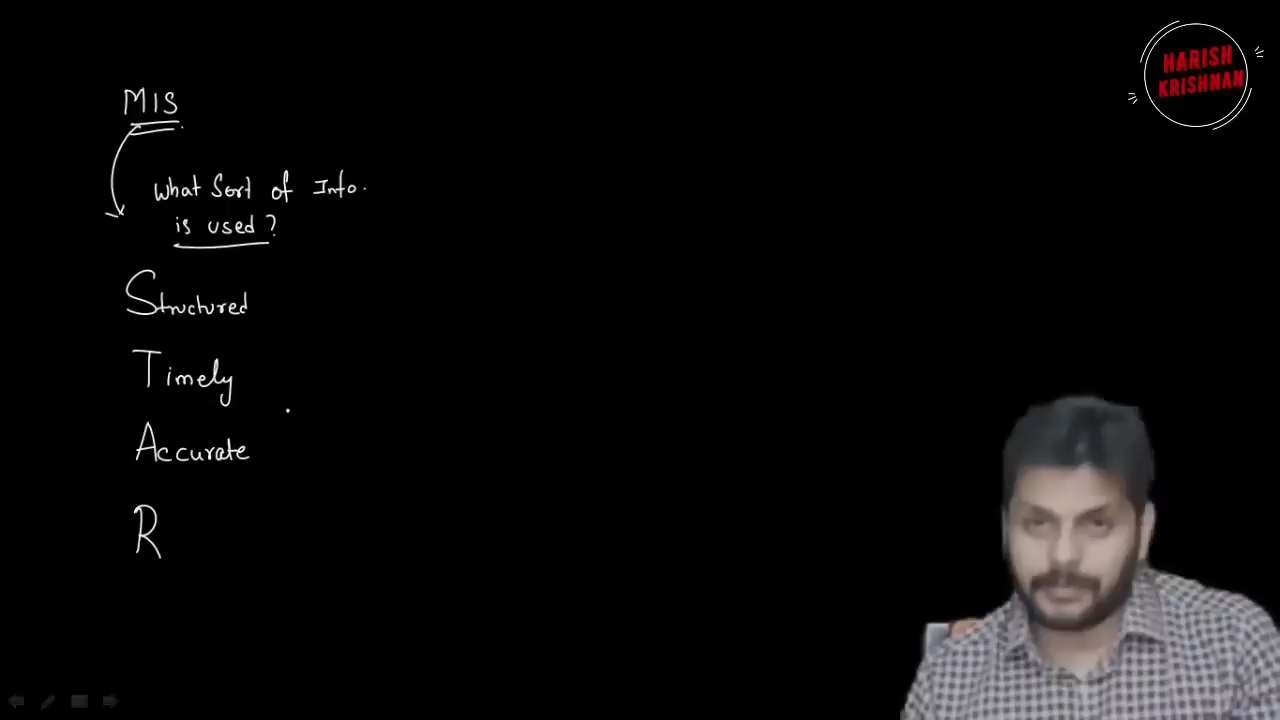 HARISH
KRISHNAN
MIS
What Sort of Info.
is used?
Structured
Timely
Accurate
R